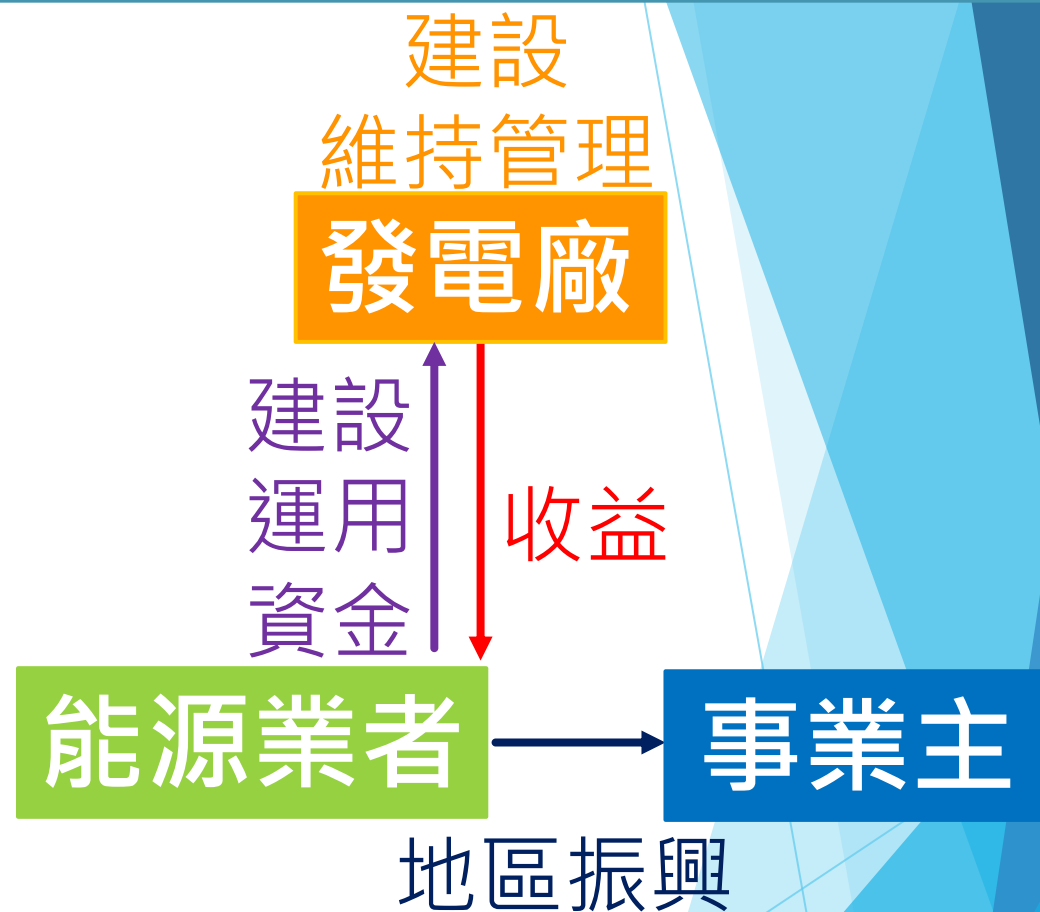 建設
維持管理
發電廠
建設
運用
資金
收益
能源業者
事業主
地區振興